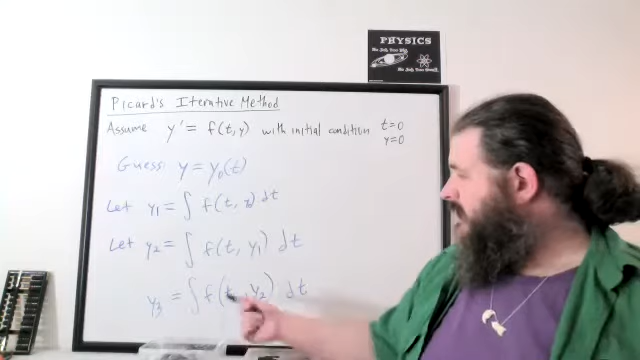 PHYSICS
Picard's Iterative Method
Assume y' = f(t,y) with initial condition t=0
y=0
Guess: y = y₀(t)
Let y₁ = ∫ f(t, y₀) dt
Let y₂ = ∫ f(t, y₁) dt
y₃ = ∫ f(t, y₂) dt